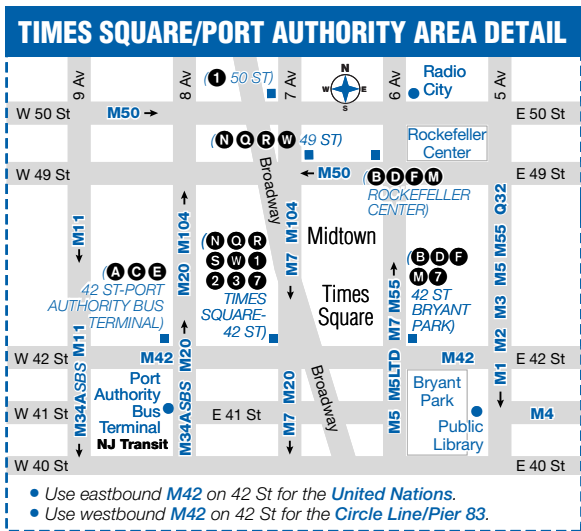 TIMES SQUARE/PORT AUTHORITY AREA DETAIL
9 Av
8 Av
(1 50 ST)
7 Av
N
W E
S
6 Av
Radio
City
5 Av
W 50 St
M50 →
E 50 St
(N Q R W 49 ST)
Rockefeller
Center
W 49 St
Broadway
← M50
(B D F M
ROCKEFELLER
CENTER)
E 49 St
M11
M20 M104
(N Q R
S W 1
2 3 7
TIMES
SQUARE-
42 ST)
M7 M104
Midtown
Times
Square
M5 M5LTD M7 M55
(B D F
M 7
42 ST
BRYANT
PARK)
M1 M2 M3 M5 M55 Q32
(A C E
42 ST-PORT
AUTHORITY BUS
TERMINAL)
W 42 St
M42
M42
E 42 St
M34ASBS M11
Port
Authority
Bus
Terminal
NJ Transit
M34ASBS M20
E 41 St
M7 M20
Broadway
Bryant
Park
Public
Library
W 41 St
M4
W 40 St
E 40 St
• Use eastbound M42 on 42 St for the United Nations.
• Use westbound M42 on 42 St for the Circle Line/Pier 83.